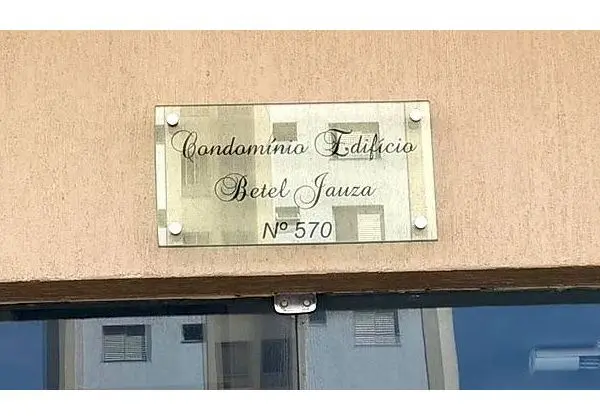 Condomínio Edifício
Betel Jauza
Nº 570